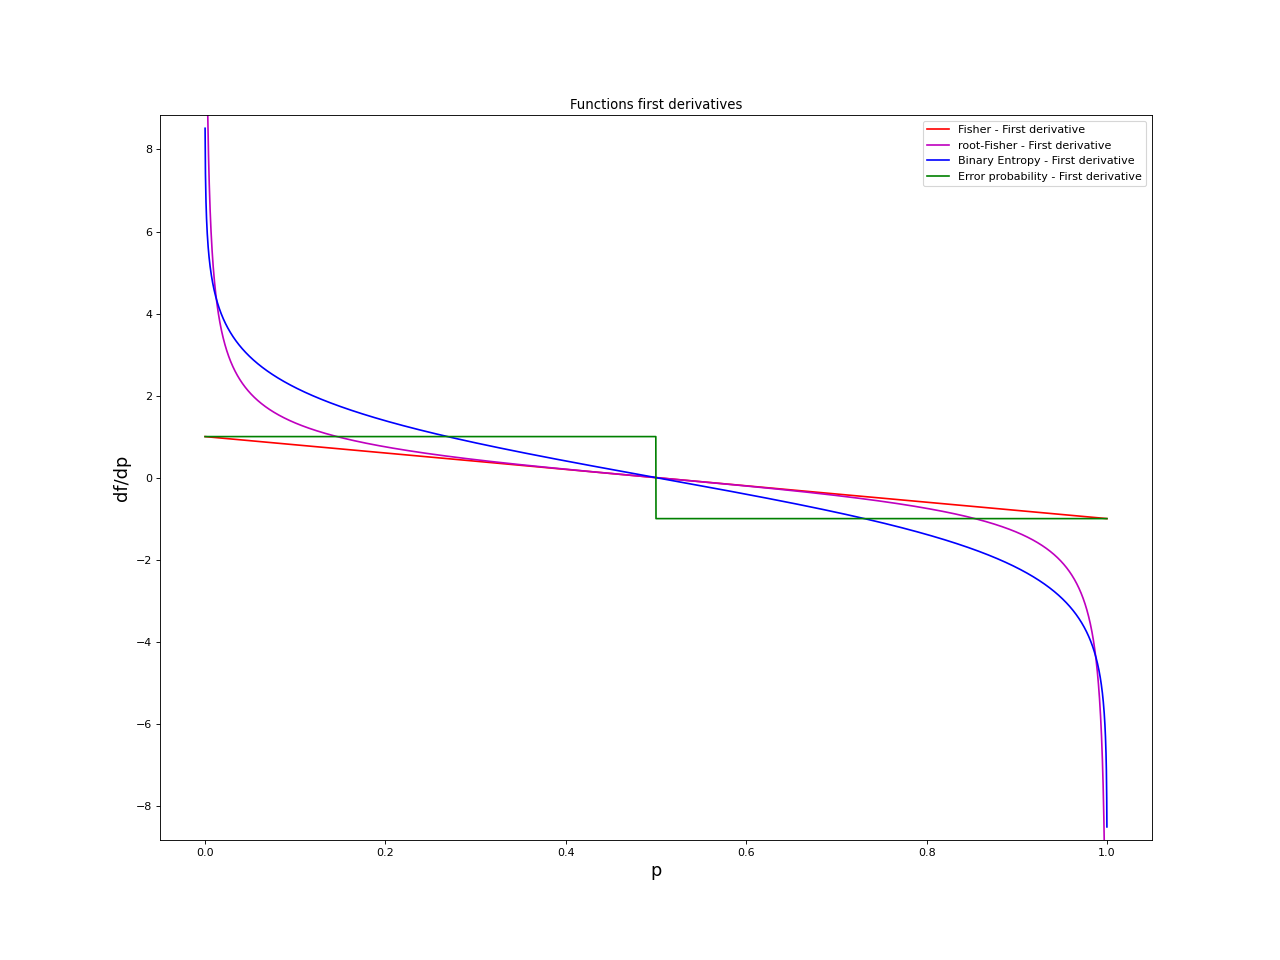 Functions first derivatives
Fisher - First derivative
root-Fisher - First derivative
Binary Entropy - First derivative
Error probability - First derivative
df/dp
8
6
4
2
0
−2
−4
−6
−8
0.0 0.2 0.4 0.6 0.8 1.0
p